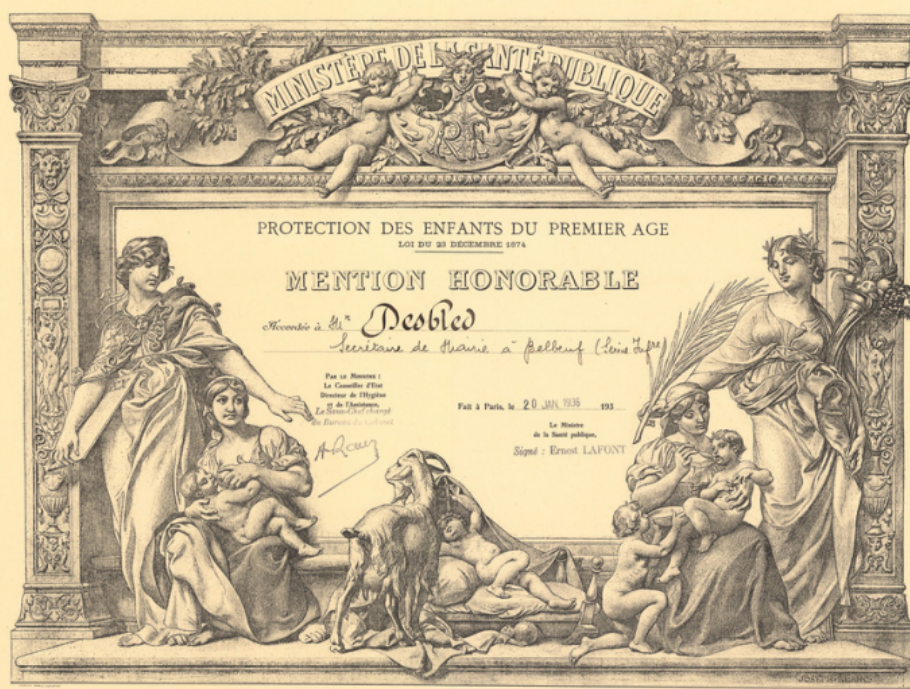 MINISTÈRE DE LA SANTÉ PUBLIQUE
R F
PROTECTION DES ENFANTS DU PREMIER AGE
LOI DU 23 DÉCEMBRE 1874
MENTION HONORABLE
Accordée à Mr Desbled
Secrétaire de Mairie à Belbeuf (Seine Infre)
Par le Ministre :
Le Conseiller d'Etat
Directeur de l'Hygiène
et de l'Assistance,
Le Sous-Chef chargé
du Bureau du Cabinet
Fait à Paris, le 20 JAN. 1936 193
Le Ministre
de la Santé publique,
Signé : Ernest LAFONT